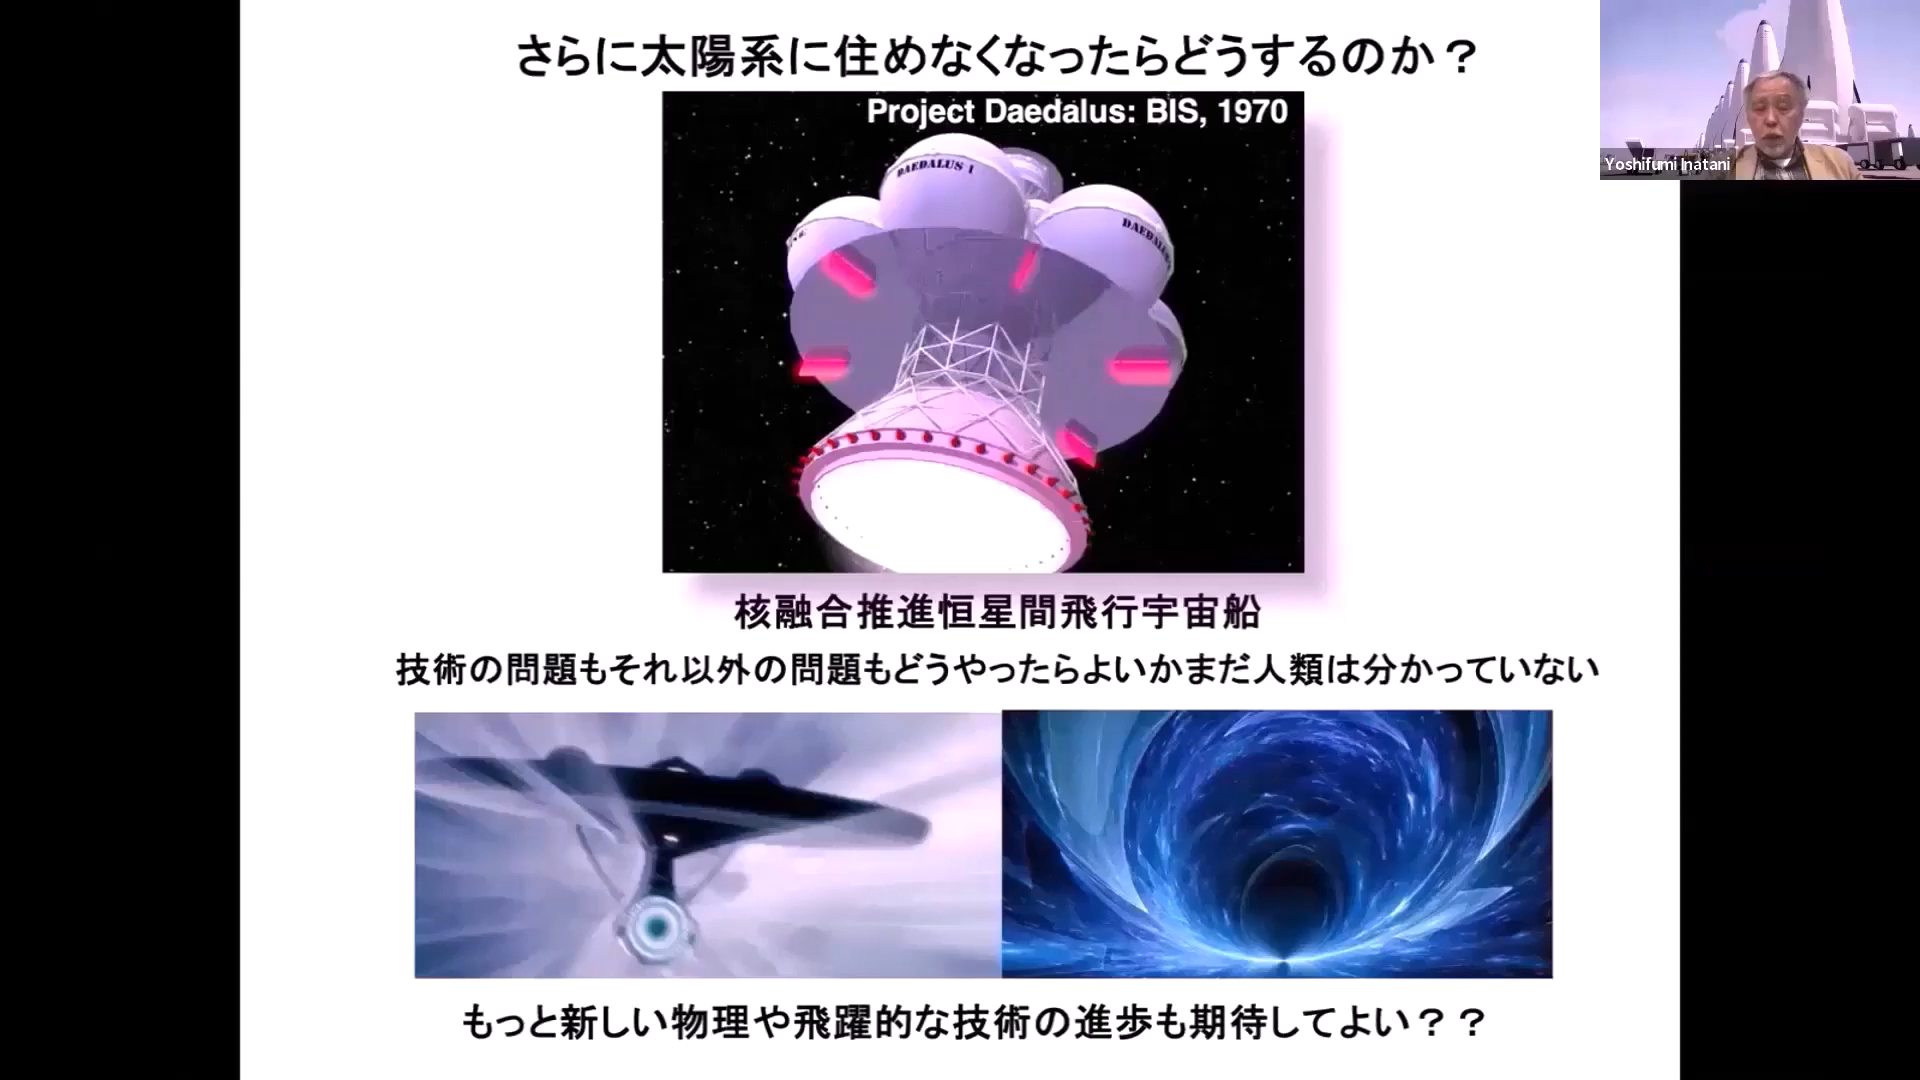 さらに太陽系に住めなくなったらどうするのか？
Project Daedalus: BIS, 1970
DAEDALUS 1
Yoshifumi Inatani
核融合推進恒星間飛行宇宙船
技術の問題もそれ以外の問題もどうやったらよいかまだ人類は分かっていない
もっと新しい物理や飛躍的な技術の進歩も期待してよい？？